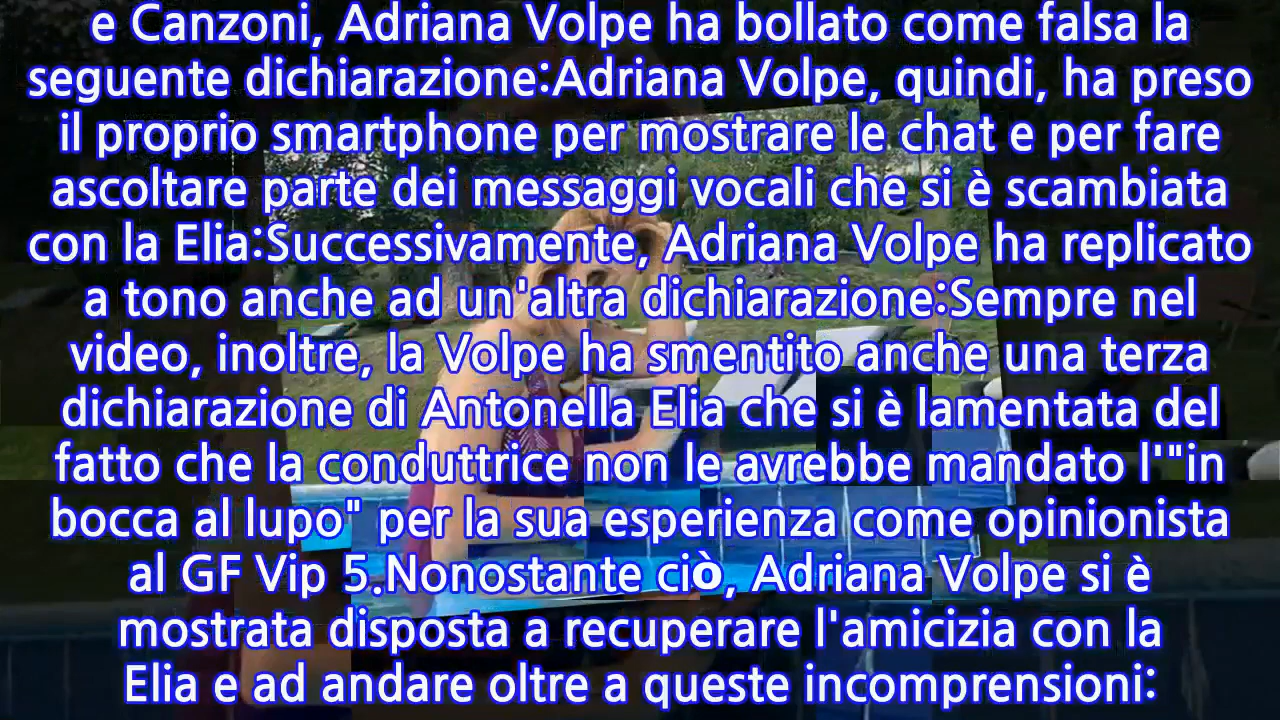 e Canzoni, Adriana Volpe ha bollato come falsa la
seguente dichiarazione:Adriana Volpe, quindi, ha preso
il proprio smartphone per mostrare le chat e per fare
ascoltare parte dei messaggi vocali che si è scambiata
con la Elia:Successivamente, Adriana Volpe ha replicato
a tono anche ad un'altra dichiarazione:Sempre nel
video, inoltre, la Volpe ha smentito anche una terza
dichiarazione di Antonella Elia che si è lamentata del
fatto che la conduttrice non le avrebbe mandato l'"in
bocca al lupo" per la sua esperienza come opinionista
al GF Vip 5.Nonostante ciò, Adriana Volpe si è
mostrata disposta a recuperare l'amicizia con la
Elia e ad andare oltre a queste incomprensioni: